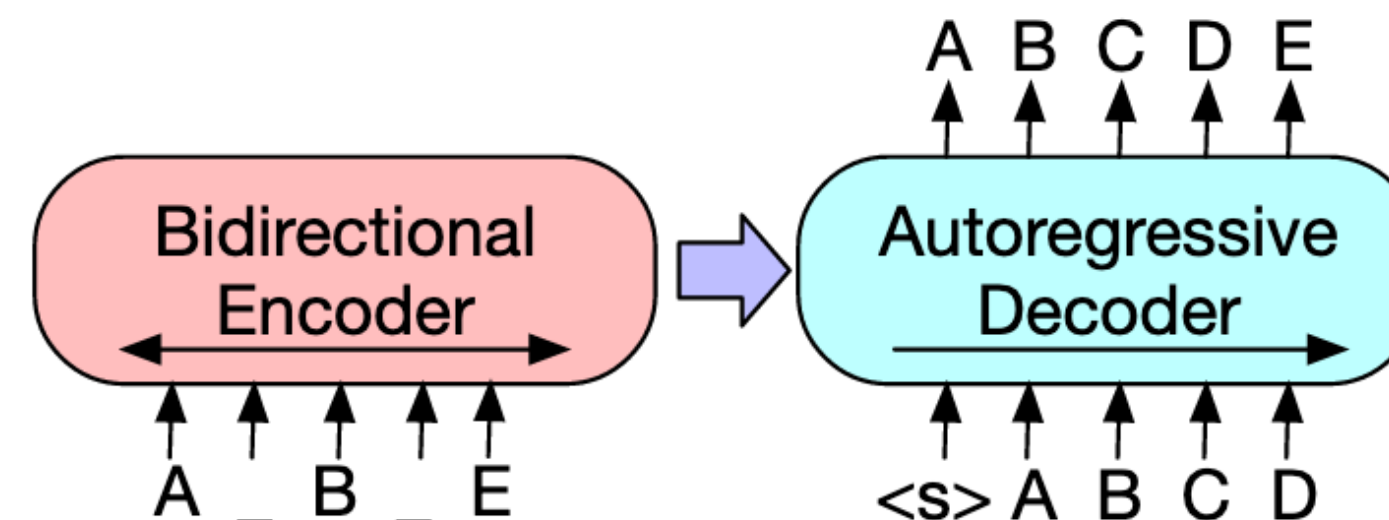 A B C D E
Bidirectional
Encoder
Autoregressive
Decoder
A _ B _ E
<s> A B C D